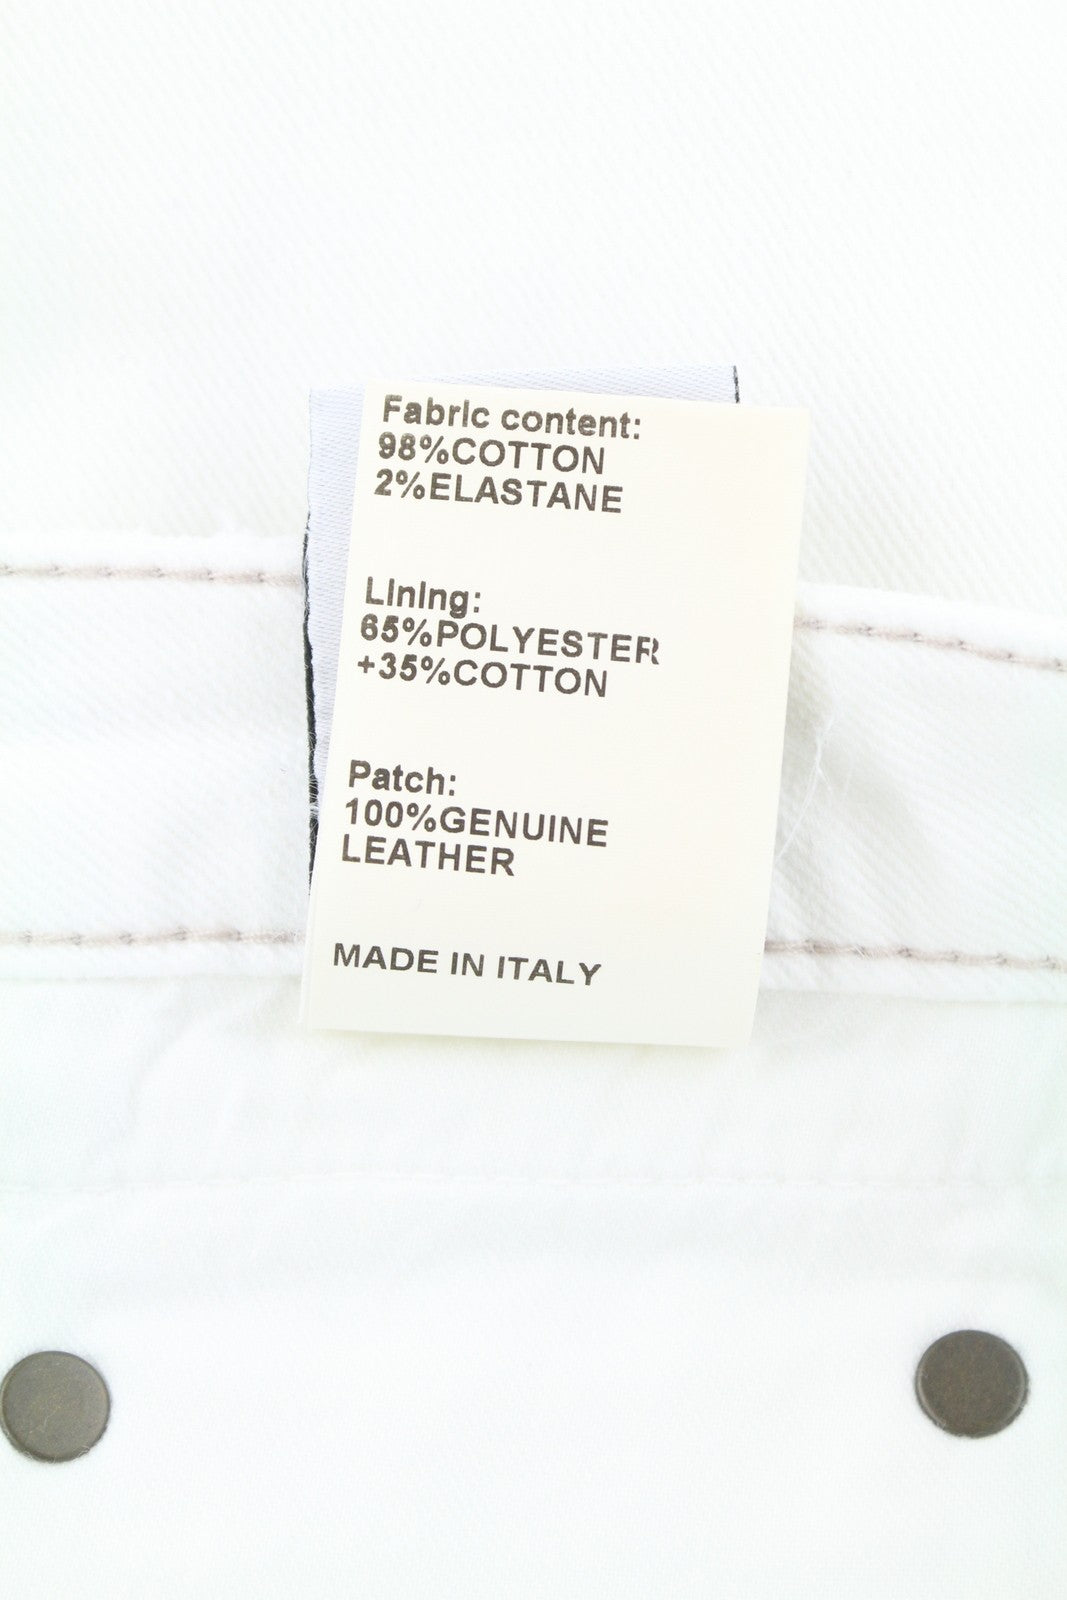 Fabric content:
98%COTTON
2%ELASTANE
Lining:
65%POLYESTER
+35%COTTON
Patch:
100%GENUINE
LEATHER
MADE IN ITALY